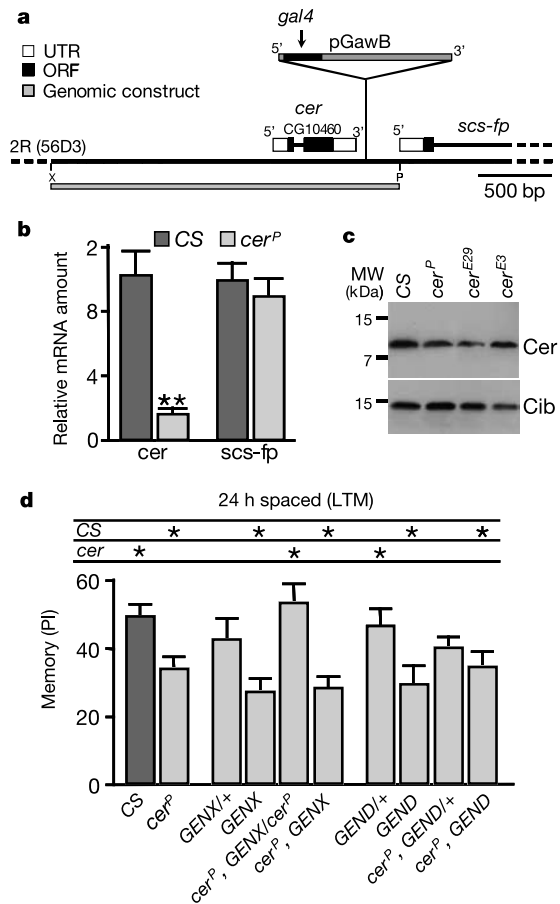 a
gal4
5' pGawB 3'
UTR
ORF
Genomic construct
cer
5' CG10460 3'
5' scs-fp
2R (56D3)
X P
500 bp
b
CS cer^P
Relative mRNA amount
2
8
4
0
**
cer scs-fp
c
MW (kDa)
CS cer^P cer^E29 cer^E3
15
7
Cer
15
Cib
d
24 h spaced (LTM)
CS * * * * *
cer * * *
Memory (PI)
60
40
20
0
CS
cer^P
GENX/+
GENX
cer^P, GENX/cer^P
cer^P, GENX
GEND/+
GEND
cer^P, GEND/+
cer^P, GEND